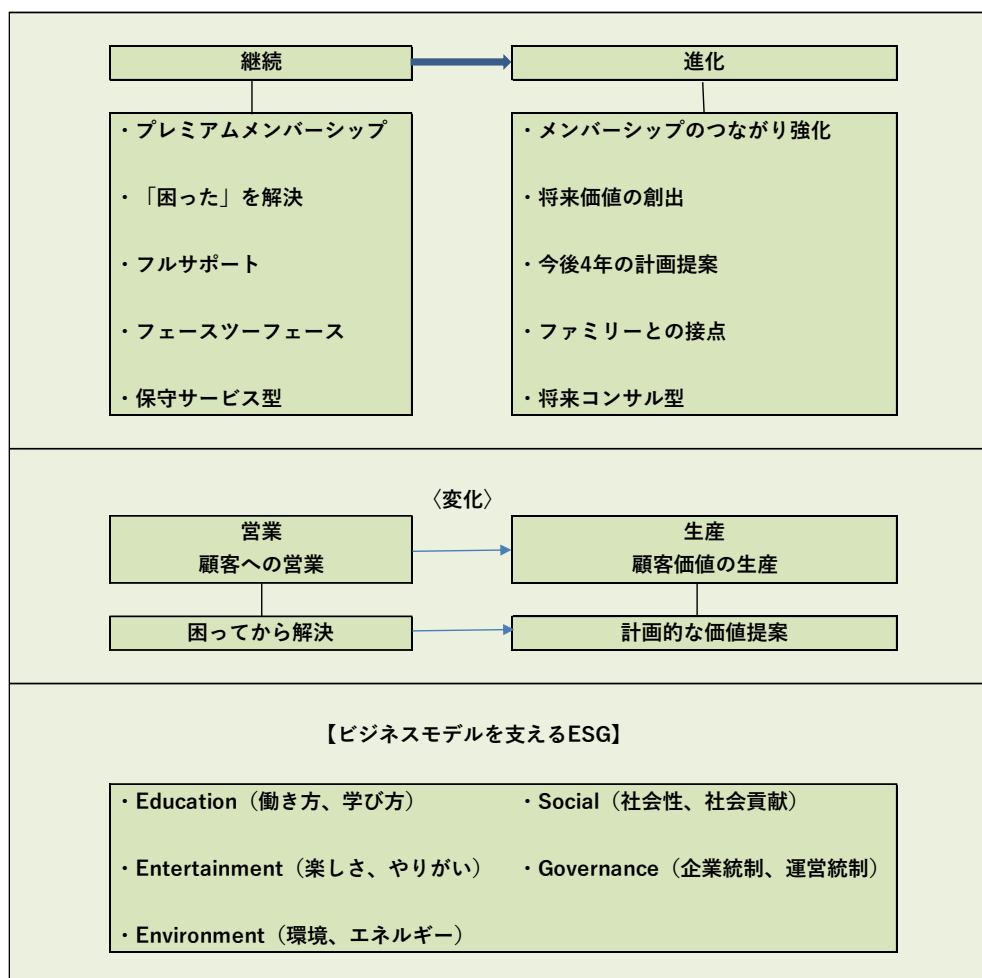 継続
進化
・プレミアムメンバーシップ
・「困った」を解決
・フルサポート
・フェースツーフェース
・保守サービス型
・メンバーシップのつながり強化
・将来価値の創出
・今後4年の計画提案
・ファミリーとの接点
・将来コンサル型
〈変化〉
営業
顧客への営業
生産
顧客価値の生産
困ってから解決
計画的な価値提案
【ビジネスモデルを支えるESG】
・Education（働き方、学び方）
・Entertainment（楽しさ、やりがい）
・Environment（環境、エネルギー）
・Social（社会性、社会貢献）
・Governance（企業統制、運営統制）